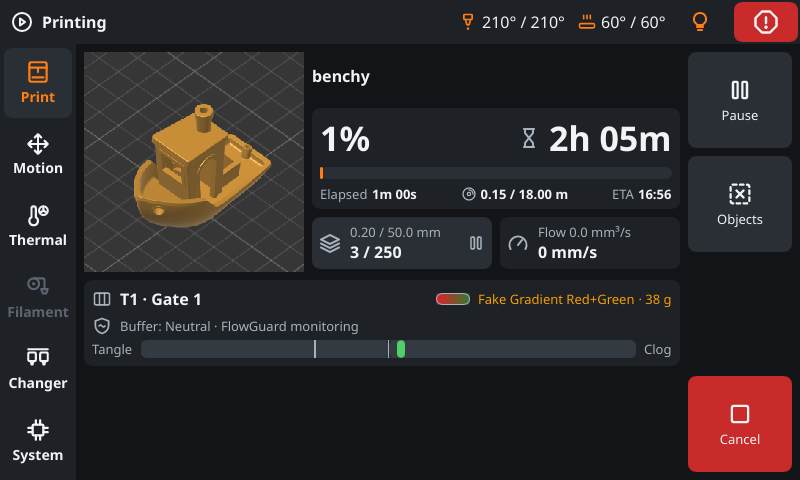 Printing
210° / 210°
60° / 60°
Print
Motion
Thermal
Filament
Changer
System
benchy
1%
2h 05m
Elapsed 1m 00s
0.15 / 18.00 m
ETA 16:56
0.20 / 50.0 mm
3 / 250
Flow 0.0 mm³/s
0 mm/s
T1 · Gate 1
Fake Gradient Red+Green · 38 g
Buffer: Neutral · FlowGuard monitoring
Tangle
Clog
Pause
Objects
Cancel